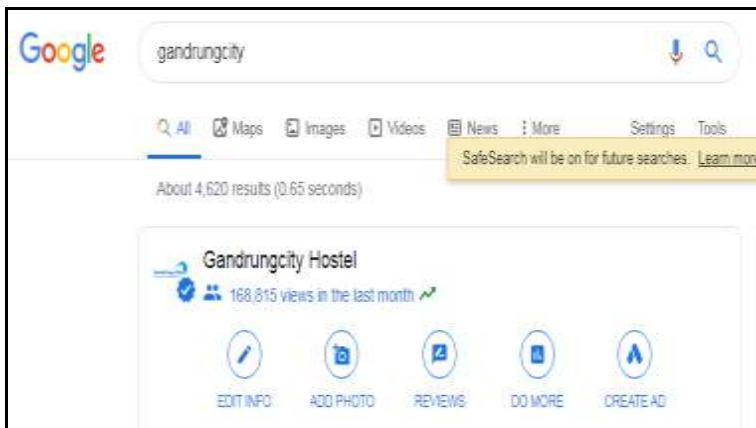 Google
gandrungcity
All Maps Images Videos News More Settings Tools
SafeSearch will be on for future searches. Learn more
About 4,620 results (0.65 seconds)
Gandrungcity Hostel
168,815 views in the last month
EDIT INFO ADD PHOTO REVIEWS DO MORE CREATE AD